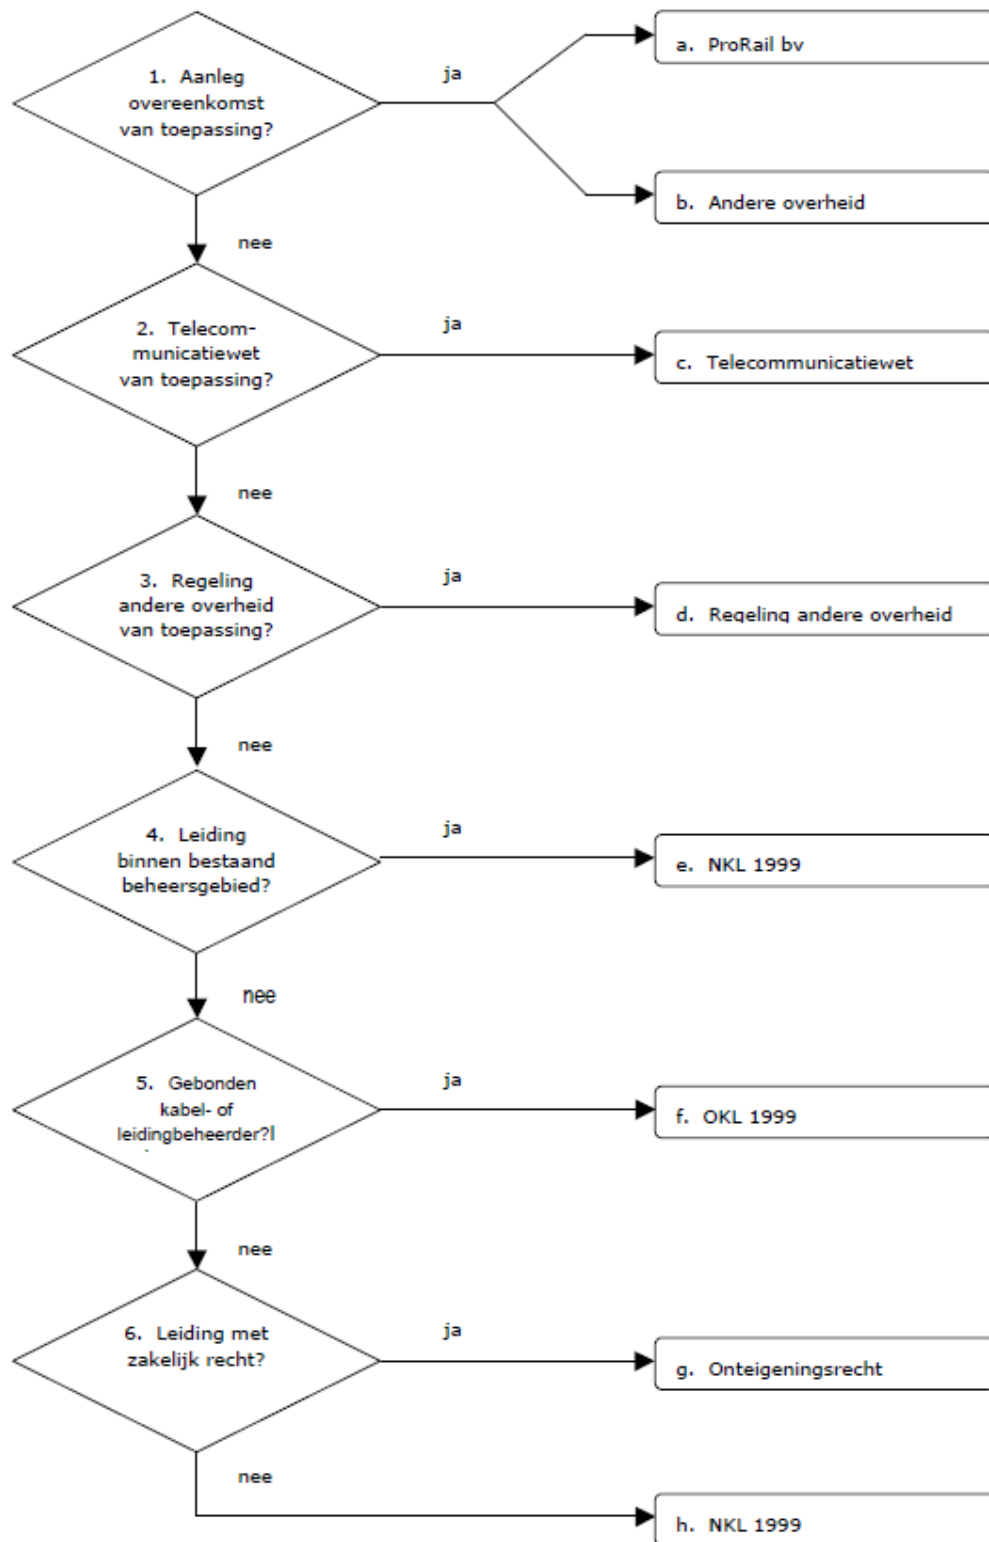 1. Aanleg
overeenkomst
van toepassing?
ja
a. ProRail bv
b. Andere overheid
nee
2. Telecom-
municatiewet
van toepassing?
ja
c. Telecommunicatiewet
nee
3. Regeling
andere overheid
van toepassing?
ja
d. Regeling andere overheid
nee
4. Leiding
binnen bestaand
beheersgebied?
ja
e. NKL 1999
nee
5. Gebonden
kabel- of
leidingbeheerder?l
ja
f. OKL 1999
nee
6. Leiding met
zakelijk recht?
ja
g. Onteigeningsrecht
nee
h. NKL 1999